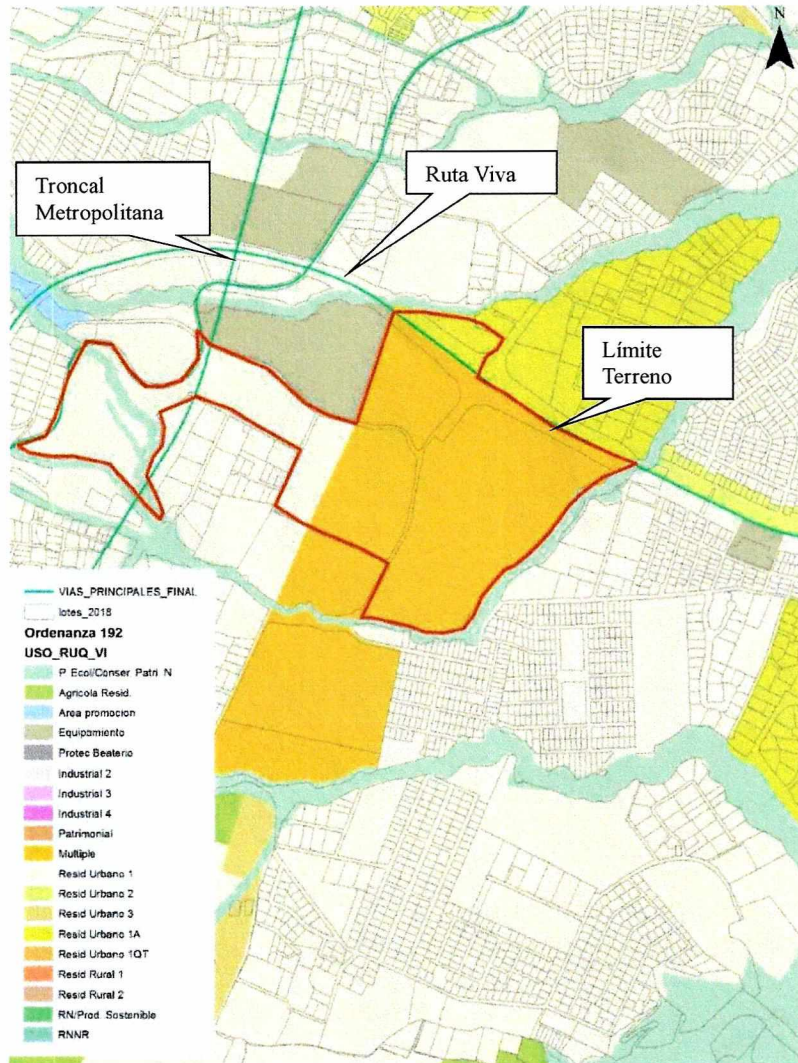 N
Troncal
Metropolitana
Ruta Viva
Límite
Terreno
VIAS_PRINCIPALES_FINAL
lotes_2018
Ordenanza 192
USO_RUQ_VI
P Ecol/Conser Patri N
Agricola Resid.
Area promocion
Equipamiento
Protec Beaterio
Industrial 2
Industrial 3
Industrial 4
Patrimonial
Multiple
Resid Urbano 1
Resid Urbano 2
Resid Urbano 3
Resid Urbano 1A
Resid Urbano 1QT
Resid Rural 1
Resid Rural 2
RN/Prod. Sostenible
RNNR